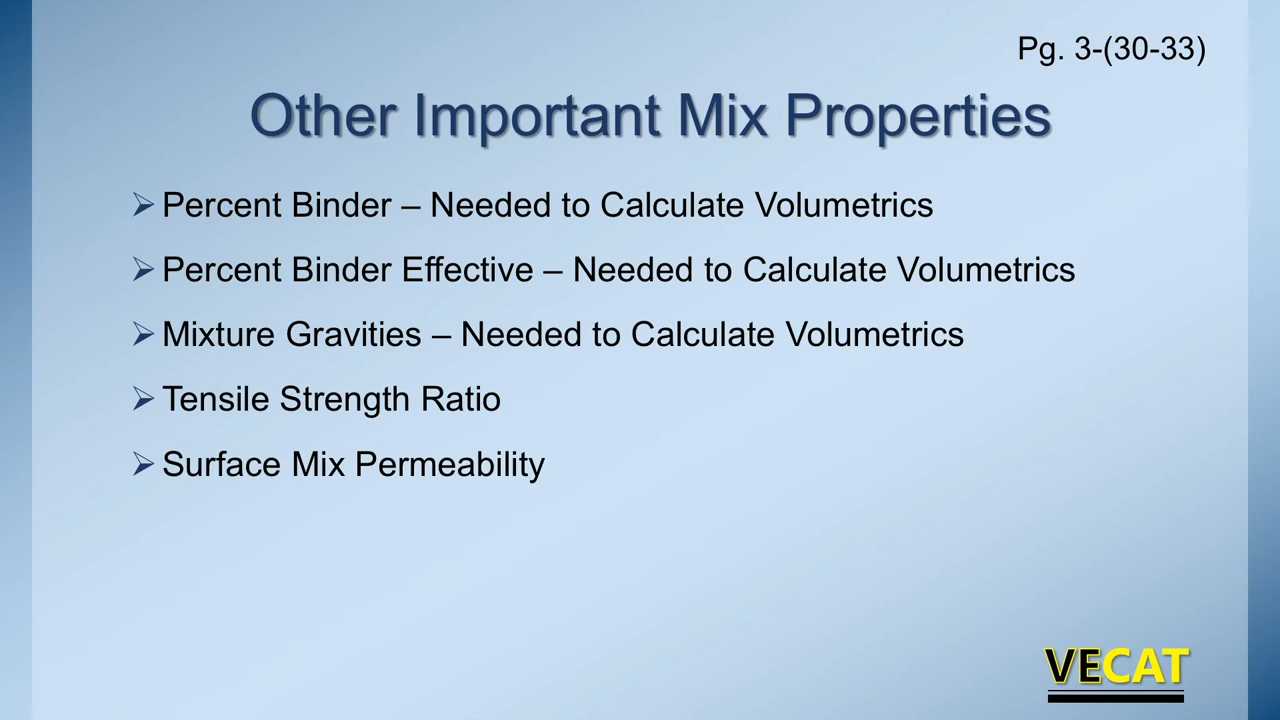 Pg. 3-(30-33)
Other Important Mix Properties
Percent Binder – Needed to Calculate Volumetrics
Percent Binder Effective – Needed to Calculate Volumetrics
Mixture Gravities – Needed to Calculate Volumetrics
Tensile Strength Ratio
Surface Mix Permeability
VECAT